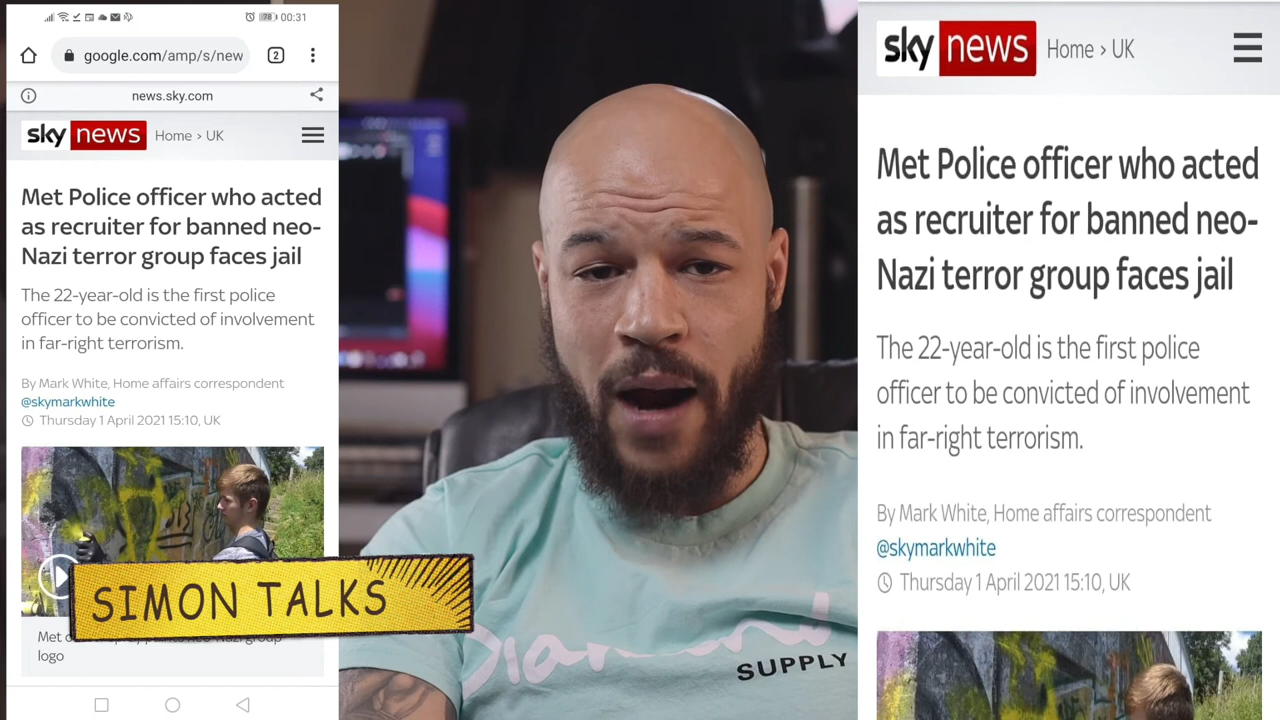 78 00:31
google.com/amp/s/new
2
news.sky.com
sky news Home > UK
Met Police officer who acted
as recruiter for banned neo-
Nazi terror group faces jail
The 22-year-old is the first police
officer to be convicted of involvement
in far-right terrorism.
By Mark White, Home affairs correspondent
@skymarkwhite
Thursday 1 April 2021 15:10, UK
SIMON TALKS
Met
logo
Diamond
SUPPLY
sky news Home > UK
Met Police officer who acted
as recruiter for banned neo-
Nazi terror group faces jail
The 22-year-old is the first police
officer to be convicted of involvement
in far-right terrorism.
By Mark White, Home affairs correspondent
@skymarkwhite
Thursday 1 April 2021 15:10, UK